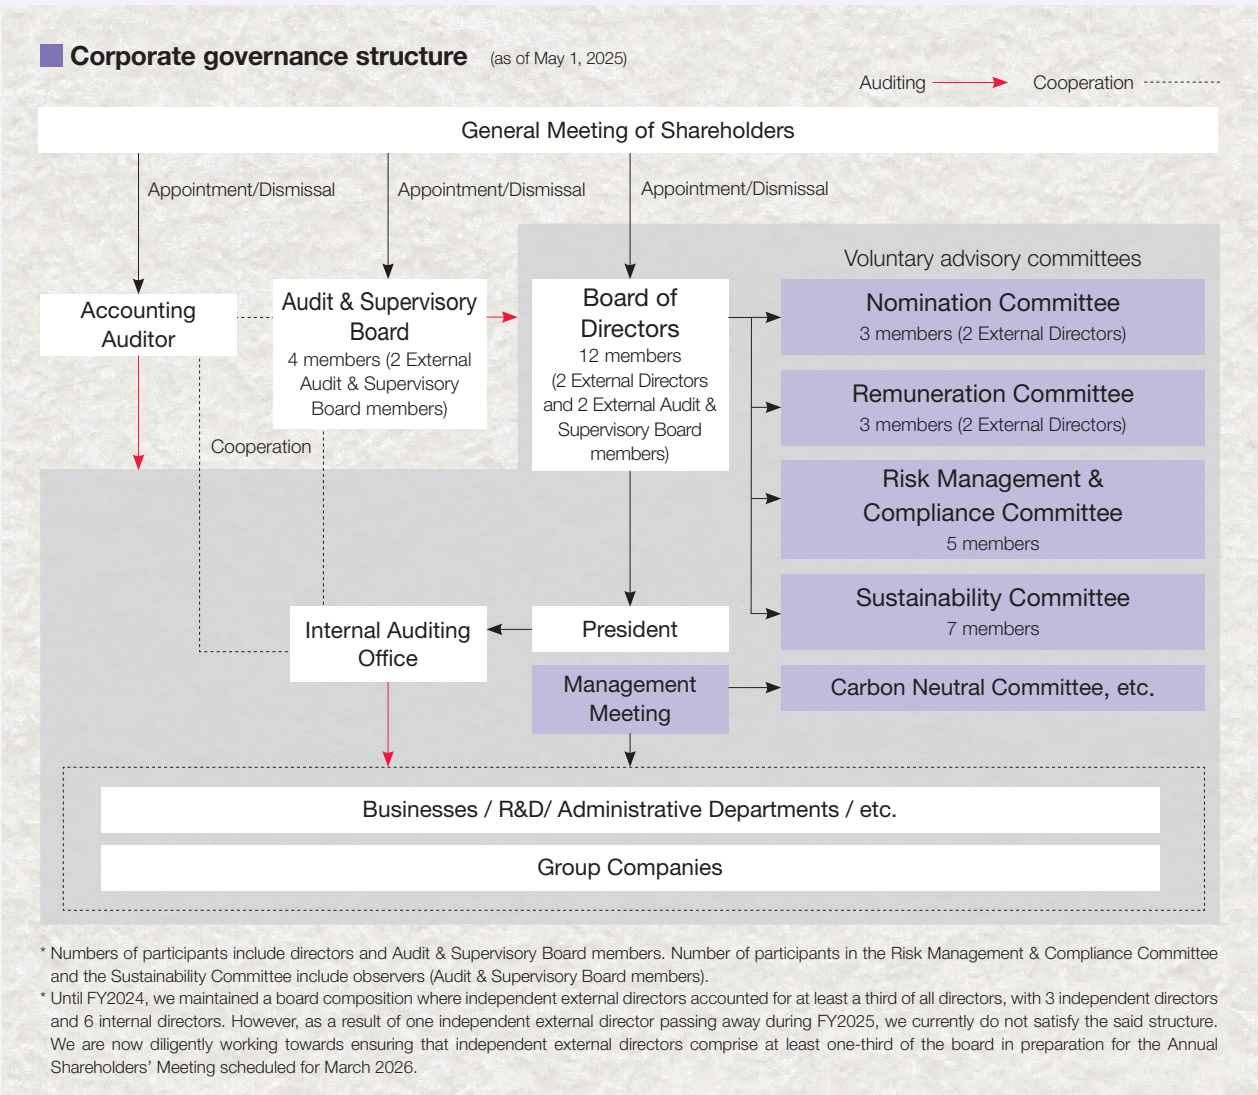 Corporate governance structure (as of May 1, 2025)
Auditing
Cooperation
General Meeting of Shareholders
Appointment/Dismissal
Appointment/Dismissal
Appointment/Dismissal
Voluntary advisory committees
Accounting
Auditor
Audit & Supervisory
Board
4 members (2 External
Audit & Supervisory
Board members)
Board of
Directors
12 members
(2 External Directors
and 2 External Audit &
Supervisory Board
members)
Nomination Committee
3 members (2 External Directors)
Remuneration Committee
3 members (2 External Directors)
Risk Management &
Compliance Committee
5 members
Sustainability Committee
7 members
Cooperation
Internal Auditing
Office
President
Management
Meeting
Carbon Neutral Committee, etc.
Businesses / R&D/ Administrative Departments / etc.
Group Companies
* Numbers of participants include directors and Audit & Supervisory Board members. Number of participants in the Risk Management & Compliance Committee
and the Sustainability Committee include observers (Audit & Supervisory Board members).
* Until FY2024, we maintained a board composition where independent external directors accounted for at least a third of all directors, with 3 independent directors
and 6 internal directors. However, as a result of one independent external director passing away during FY2025, we currently do not satisfy the said structure.
We are now diligently working towards ensuring that independent external directors comprise at least one-third of the board in preparation for the Annual
Shareholders' Meeting scheduled for March 2026.